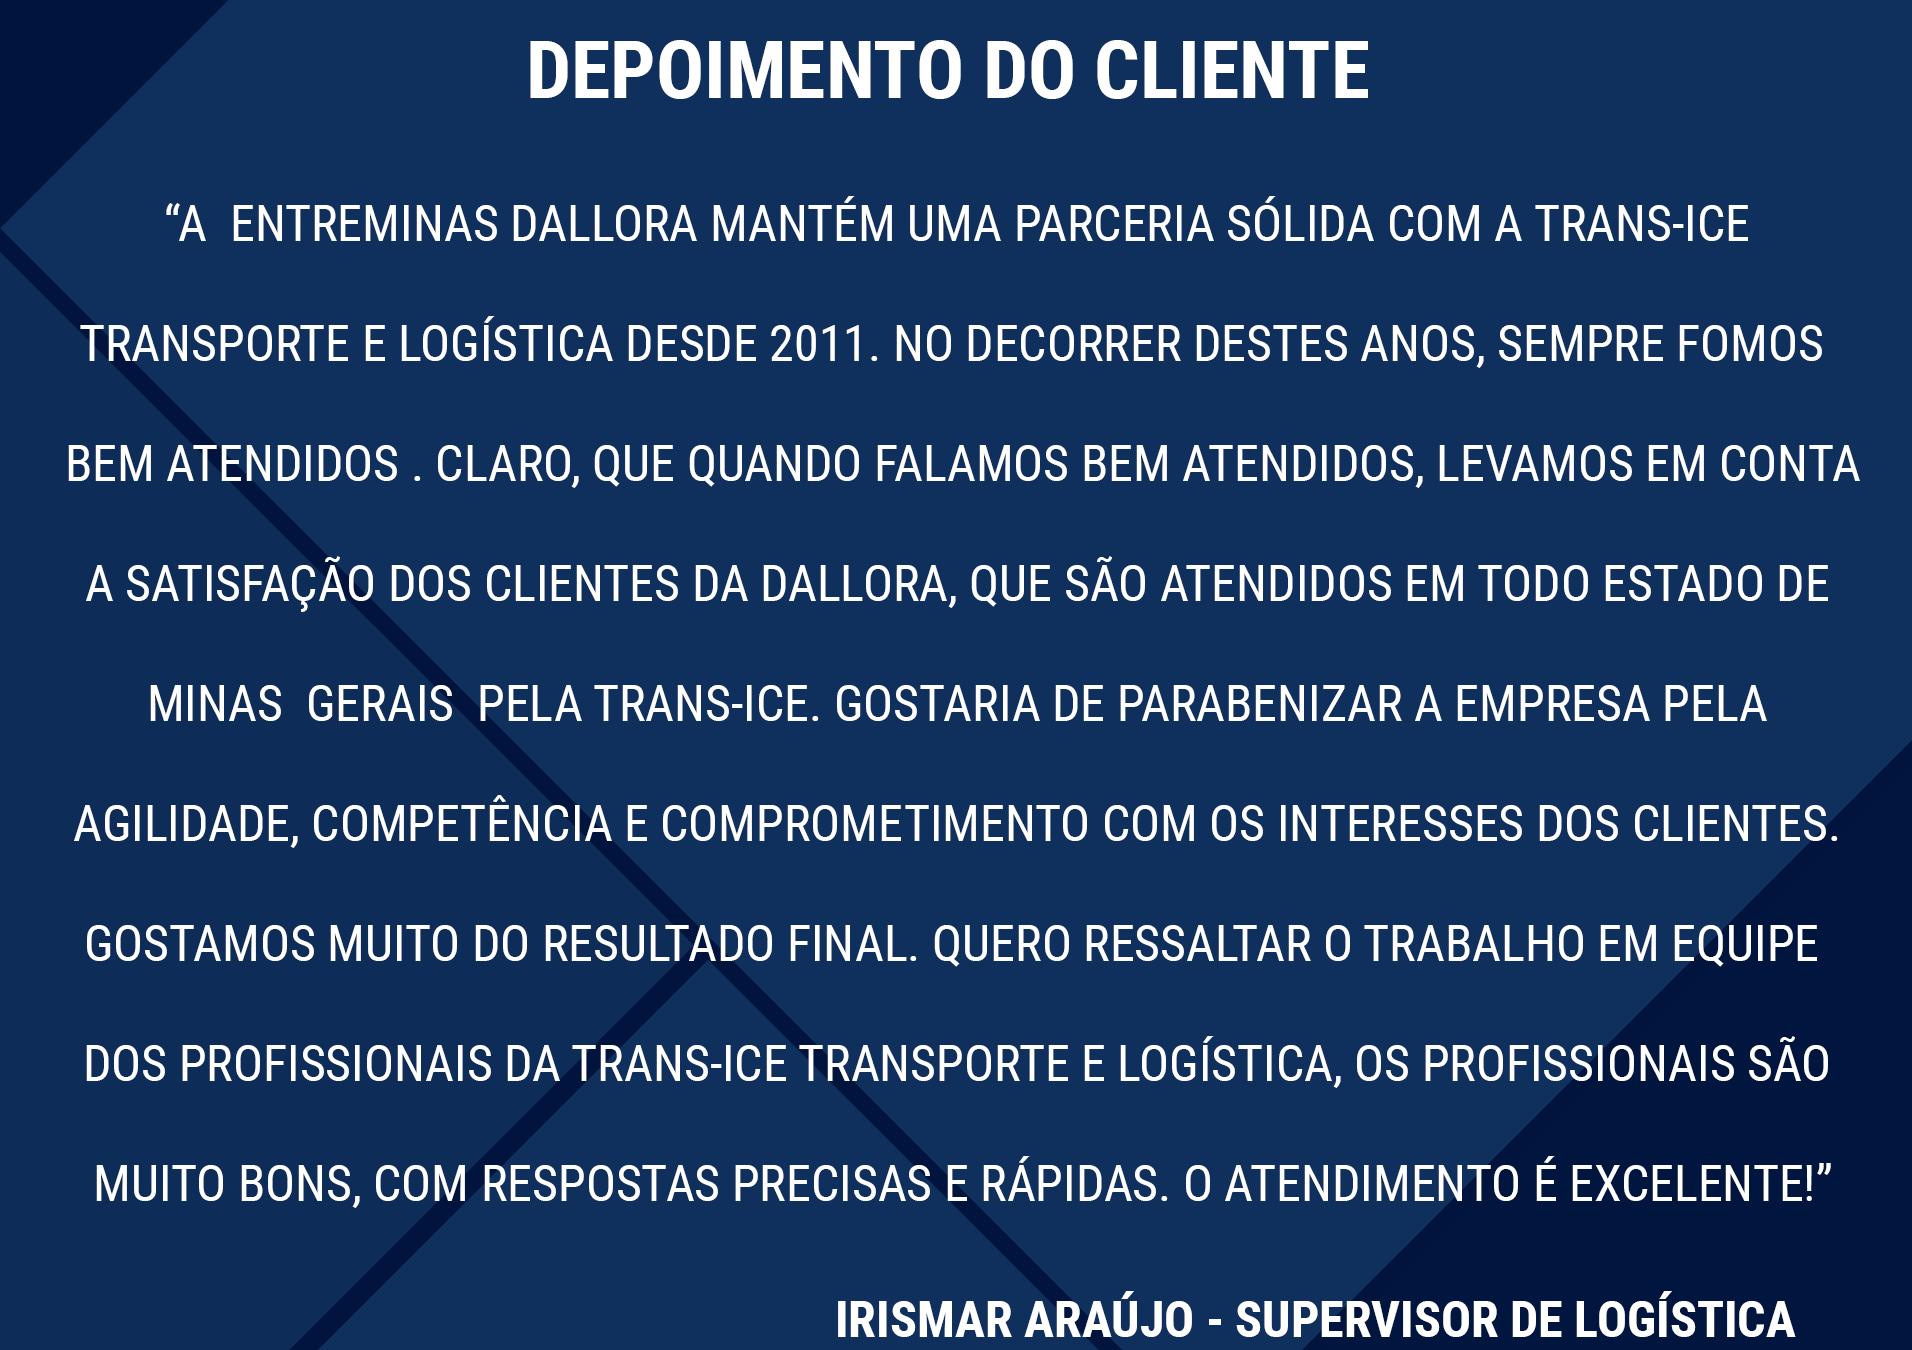 DEPOIMENTO DO CLIENTE
“A  ENTREMINAS DALLORA MANTÉM UMA PARCERIA SÓLIDA COM A TRANS-ICE
TRANSPORTE E LOGÍSTICA DESDE 2011. NO DECORRER DESTES ANOS, SEMPRE FOMOS
BEM ATENDIDOS . CLARO, QUE QUANDO FALAMOS BEM ATENDIDOS, LEVAMOS EM CONTA
A SATISFAÇÃO DOS CLIENTES DA DALLORA, QUE SÃO ATENDIDOS EM TODO ESTADO DE
MINAS  GERAIS  PELA TRANS-ICE. GOSTARIA DE PARABENIZAR A EMPRESA PELA
AGILIDADE, COMPETÊNCIA E COMPROMETIMENTO COM OS INTERESSES DOS CLIENTES.
GOSTAMOS MUITO DO RESULTADO FINAL. QUERO RESSALTAR O TRABALHO EM EQUIPE
DOS PROFISSIONAIS DA TRANS-ICE TRANSPORTE E LOGÍSTICA, OS PROFISSIONAIS SÃO
MUITO BONS, COM RESPOSTAS PRECISAS E RÁPIDAS. O ATENDIMENTO É EXCELENTE!”
IRISMAR ARAÚJO - SUPERVISOR DE LOGÍSTICA